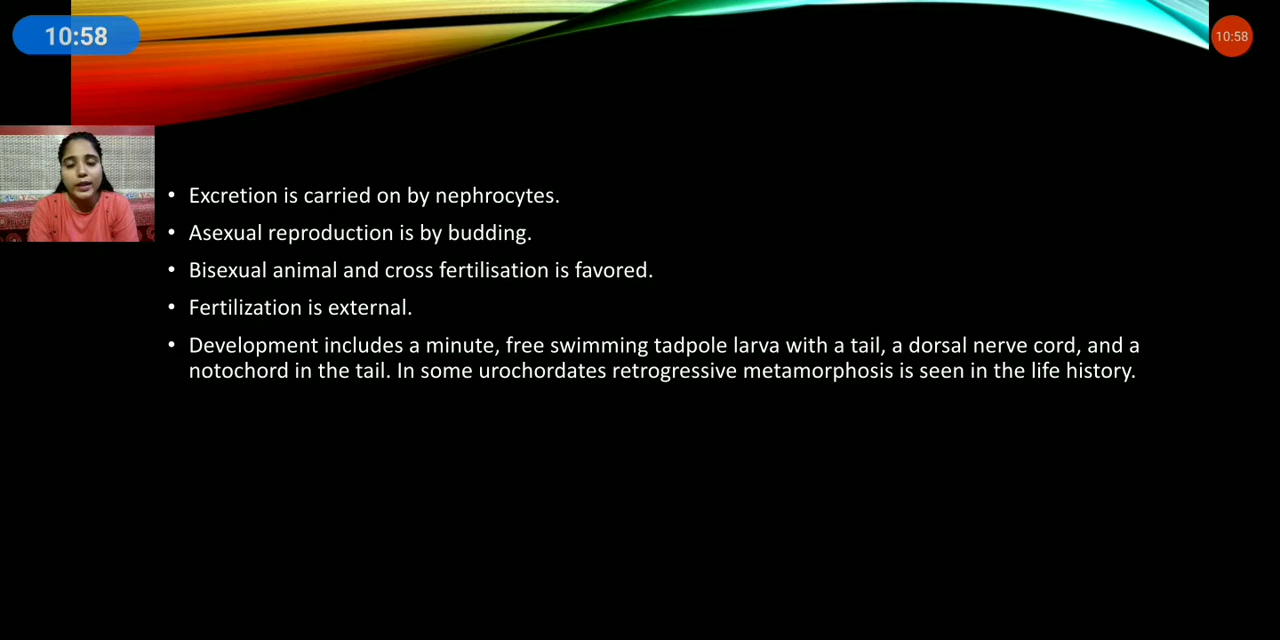 10:58
10:58
• Excretion is carried on by nephrocytes.
• Asexual reproduction is by budding.
• Bisexual animal and cross fertilisation is favored.
• Fertilization is external.
• Development includes a minute, free swimming tadpole larva with a tail, a dorsal nerve cord, and a
notochord in the tail. In some urochordates retrogressive metamorphosis is seen in the life history.